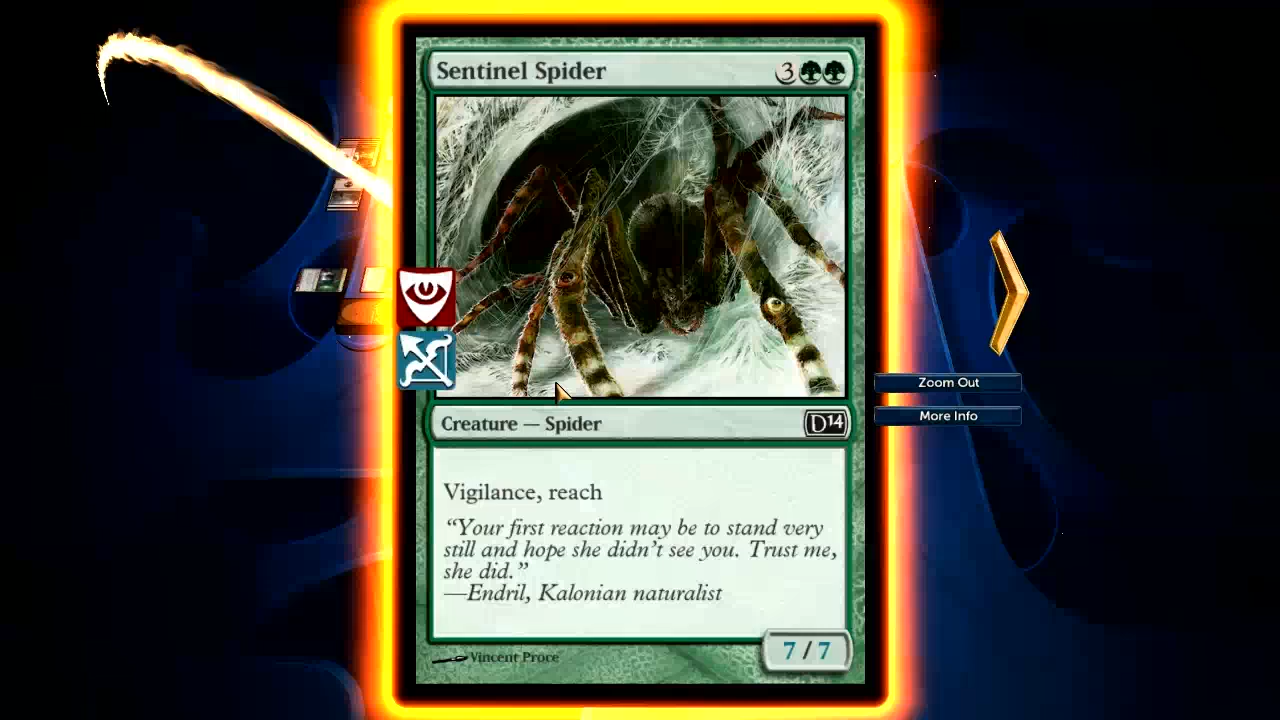 Sentinel Spider 3
Creature — Spider D14
Vigilance, reach
“Your first reaction may be to stand very
still and hope she didn’t see you. Trust me,
she did.”
—Endril, Kalonian naturalist
7 / 7
Vincent Proce
Zoom Out
More Info